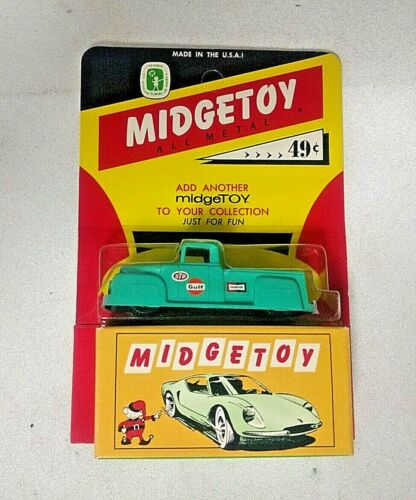 MADE IN THE U.S.A!
MIDGETOY ®
ALL METAL
49¢
ADD ANOTHER
midgeTOY
TO YOUR COLLECTION
JUST FOR FUN
STP
Gulf
CHAMPION
MIDGETOY